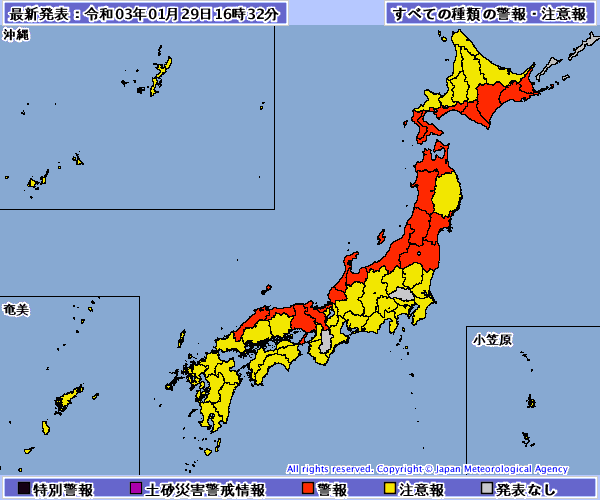 最新発表：令和03年01月29日16時32分
すべての種類の警報・注意報
沖縄
奄美
小笠原
All rights reserved. Copyright © Japan Meteorological Agency
特別警報
土砂災害警戒情報
警報
注意報
発表なし